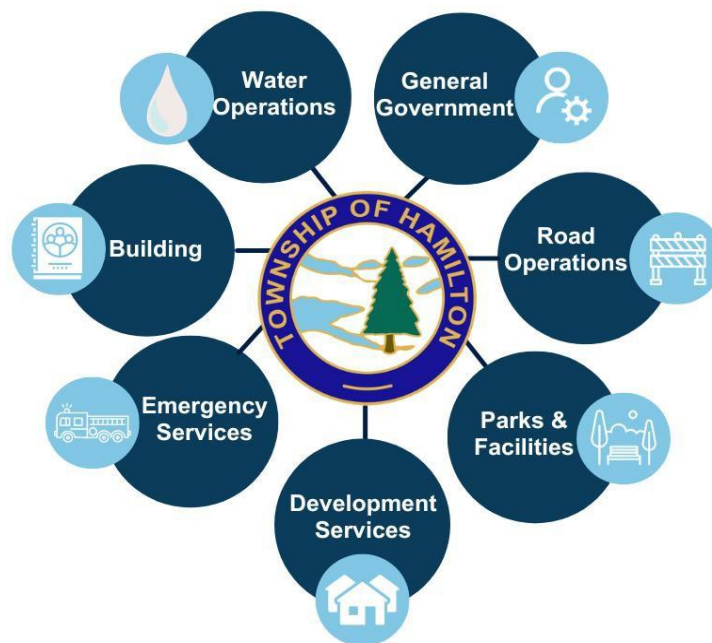 Water
Operations
General
Government
Building
TOWNSHIP OF HAMILTON
Road
Operations
Emergency
Services
Parks &
Facilities
Development
Services